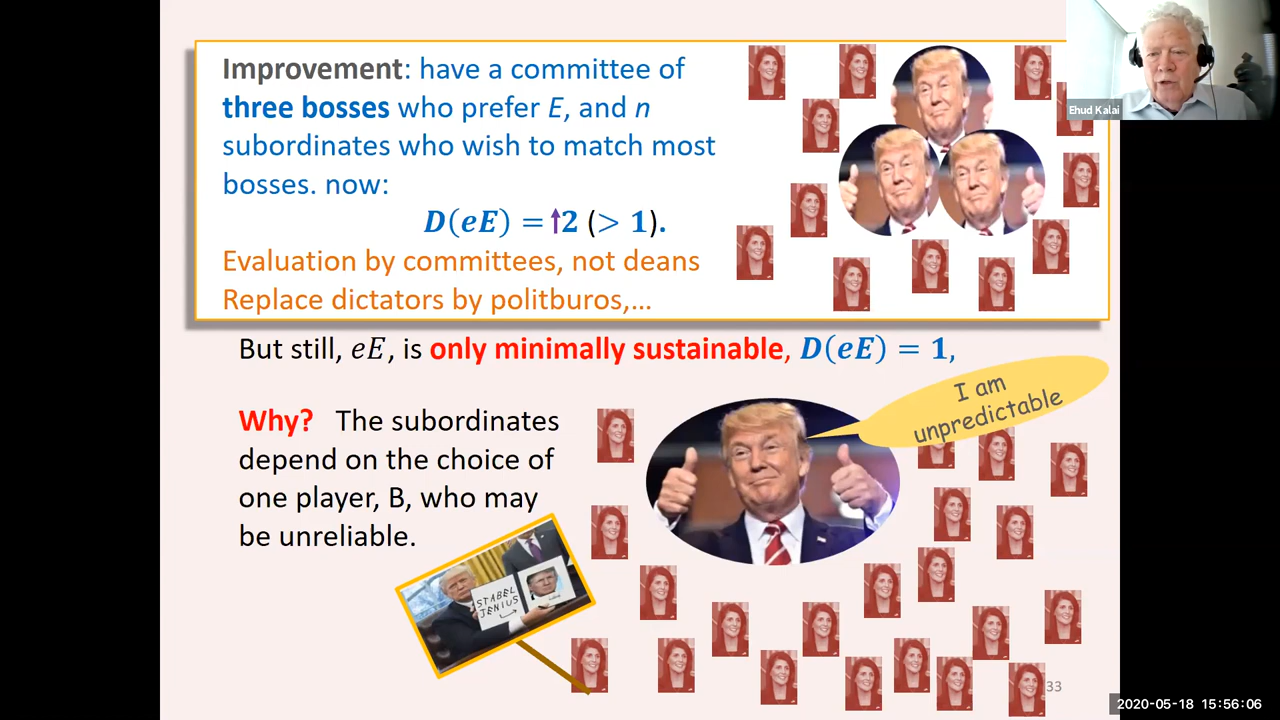 Improvement: have a committee of
three bosses who prefer E, and n
subordinates who wish to match most
bosses. now:
D(eE) = ↑2 (> 1).
Evaluation by committees, not deans
Replace dictators by politburos,...
Ehud Kalai
But still, eE, is only minimally sustainable, D(eE) = 1,
I am
unpredictable
Why? The subordinates
depend on the choice of
one player, B, who may
be unreliable.
STABEL
JENIUS
33
2020-05-18 15:56:06